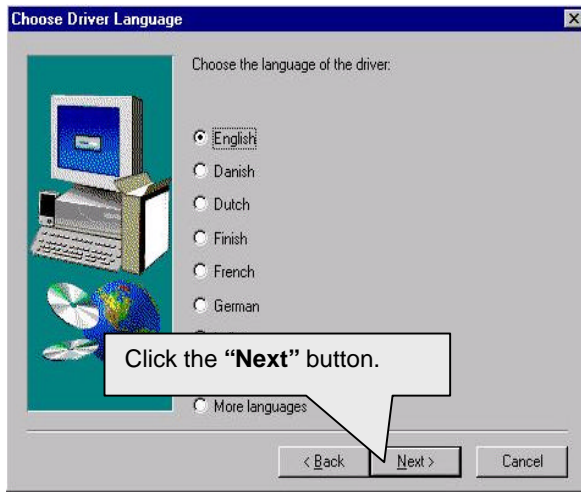 Choose Driver Language
Choose the language of the driver:
English
Danish
Dutch
Finish
French
German
Click the “Next” button.
More languages
< Back
Next >
Cancel